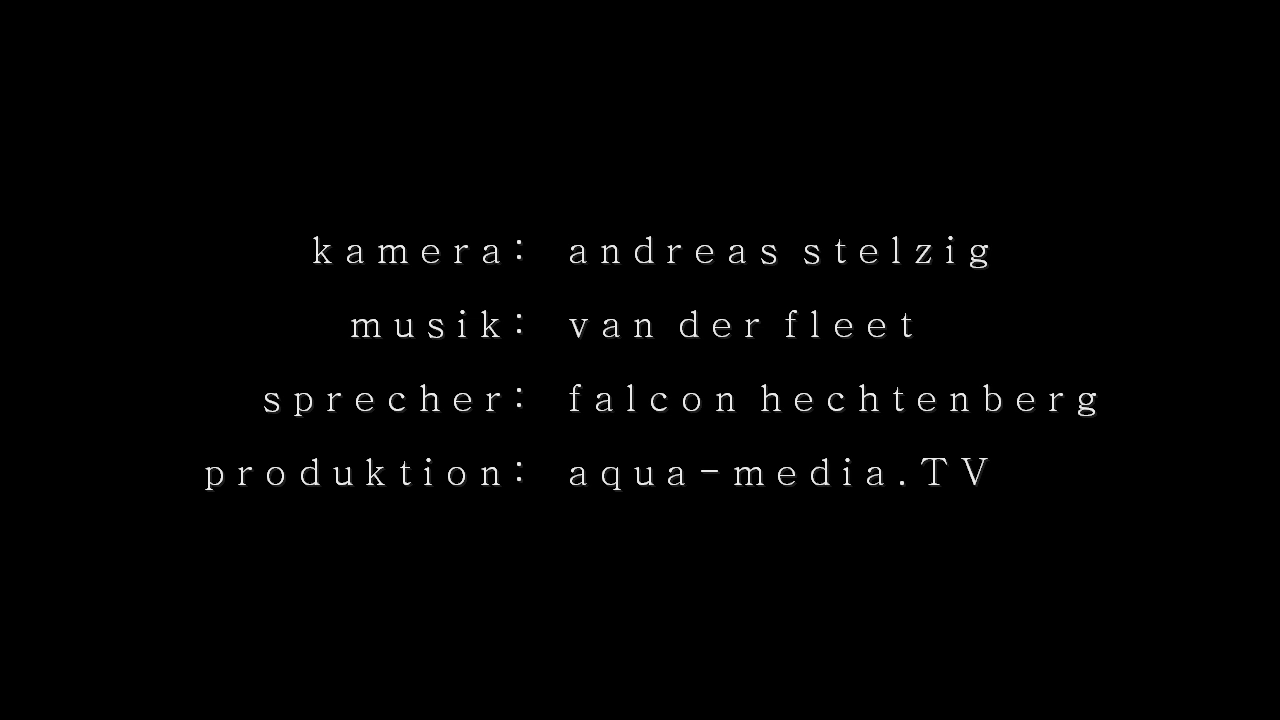 kamera: andreas stelzig
musik: van der fleet
sprecher: falcon hechtenberg
produktion: aqua-media.TV